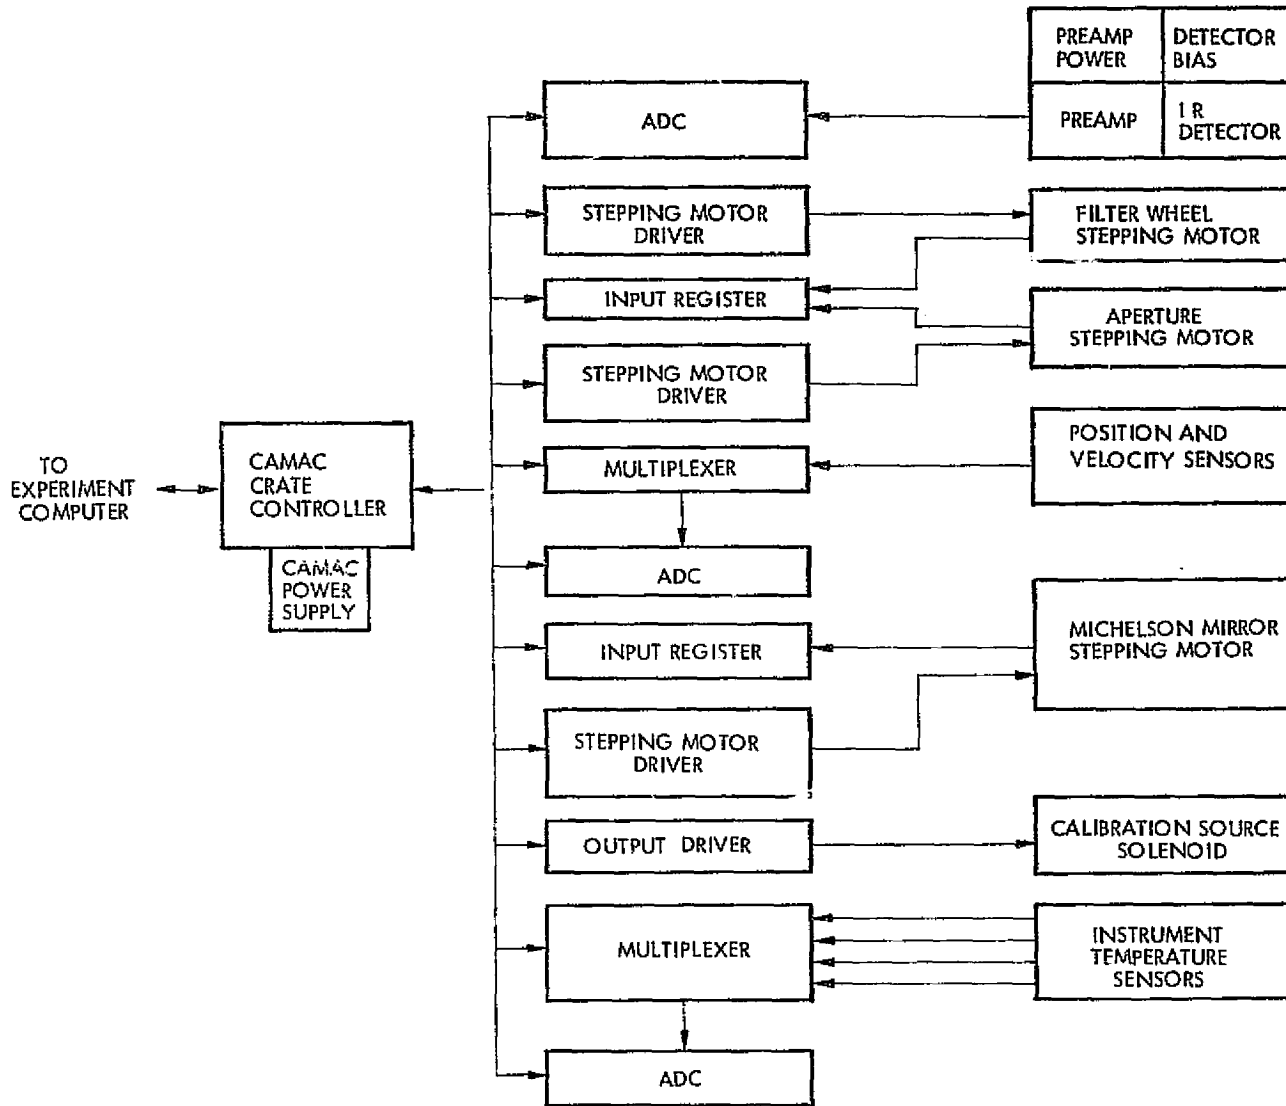 PREAMP
POWER
DETECTOR
BIAS
PREAMP
I R
DETECTOR
ADC
STEPPING MOTOR
DRIVER
FILTER WHEEL
STEPPING MOTOR
INPUT REGISTER
APERTURE
STEPPING MOTOR
STEPPING MOTOR
DRIVER
POSITION AND
VELOCITY SENSORS
MULTIPLEXER
TO
EXPERIMENT
COMPUTER
CAMAC
CRATE
CONTROLLER
CAMAC
POWER
SUPPLY
ADC
INPUT REGISTER
MICHELSON MIRROR
STEPPING MOTOR
STEPPING MOTOR
DRIVER
OUTPUT DRIVER
CALIBRATION SOURCE
SOLENOID
MULTIPLEXER
INSTRUMENT
TEMPERATURE
SENSORS
ADC